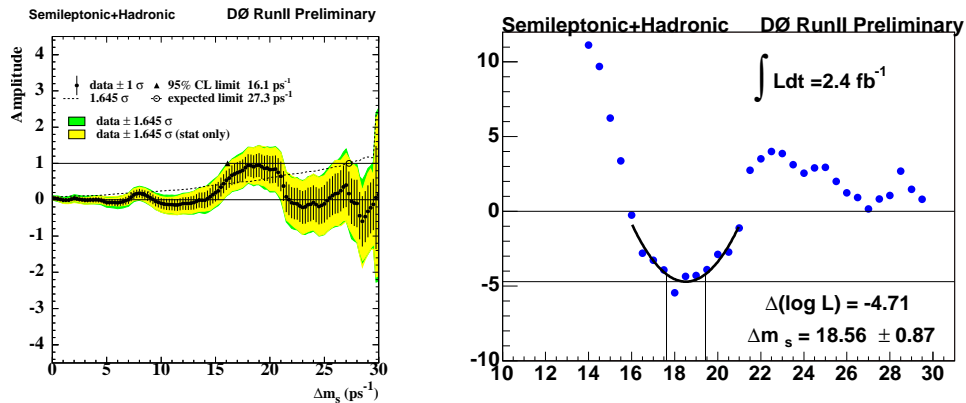 Semileptonic+Hadronic DØ RunII Preliminary
Amplitude
4
3
2
1
0
-1
-2
-3
-4
data ± 1 σ
95% CL limit 16.1 ps-1
1.645 σ
expected limit 27.3 ps-1
data ± 1.645 σ
data ± 1.645 σ (stat only)
0 5 10 15 20 25 30
Δms (ps-1)
Semileptonic+Hadronic DØ RunII Preliminary
10
5
0
-5
-10
∫ Ldt =2.4 fb-1
Δ(log L) = -4.71
Δm s = 18.56 ± 0.87
10 12 14 16 18 20 22 24 26 28 30